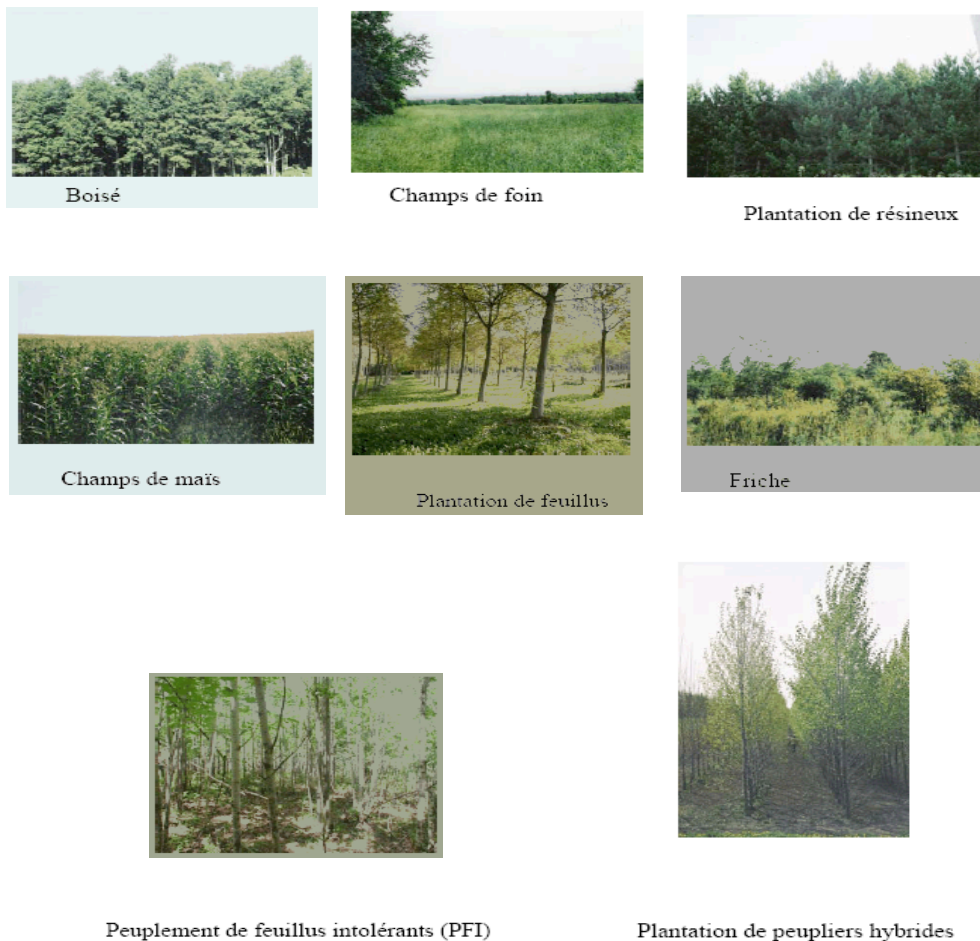 Boisé
Champs de foin
Plantation de résineux
Champs de maïs
Plantation de feuillus
Friche
Peuplement de feuillus intolérants (PFI)
Plantation de peupliers hybrides